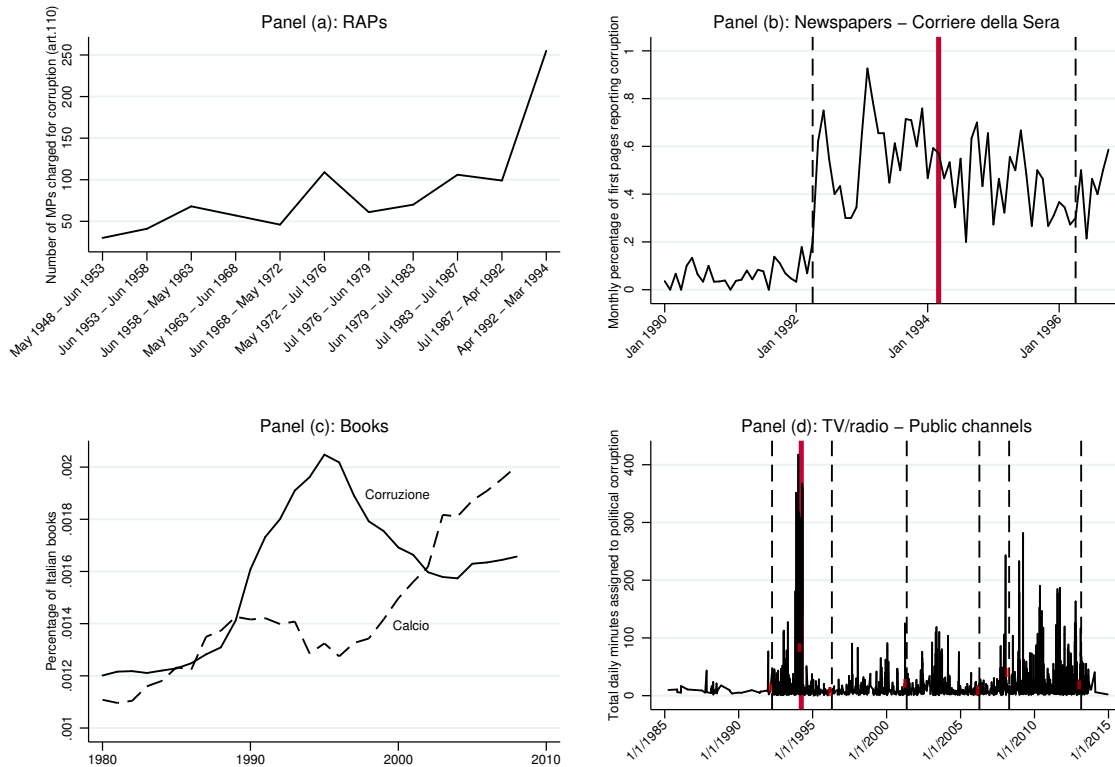 Panel (a): RAPs
Number of MPs charged for corruption (art.110)
250
200
150
100
50
May 1948 – Jun 1953
Jun 1953 – Jun 1958
Jun 1958 – May 1963
May 1963 – Jun 1968
Jun 1968 – May 1972
May 1972 – Jul 1976
Jul 1976 – Jun 1979
Jun 1979 – Jul 1983
Jul 1983 – Jul 1987
Jul 1987 – Apr 1992
Apr 1992 – Mar 1994
Panel (b): Newspapers – Corriere della Sera
Monthly percentage of first pages reporting corruption
1
.8
.6
.4
.2
0
Jan 1990
Jan 1992
Jan 1994
Jan 1996
Panel (c): Books
Percentage of Italian books
.002
.0018
.0016
.0014
.0012
.001
Corruzione
Calcio
1980
1990
2000
2010
Panel (d): TV/radio – Public channels
Total daily minutes assigned to political corruption
400
300
200
100
0
1/1/1985
1/1/1990
1/1/1995
1/1/2000
1/1/2005
1/1/2010
1/1/2015